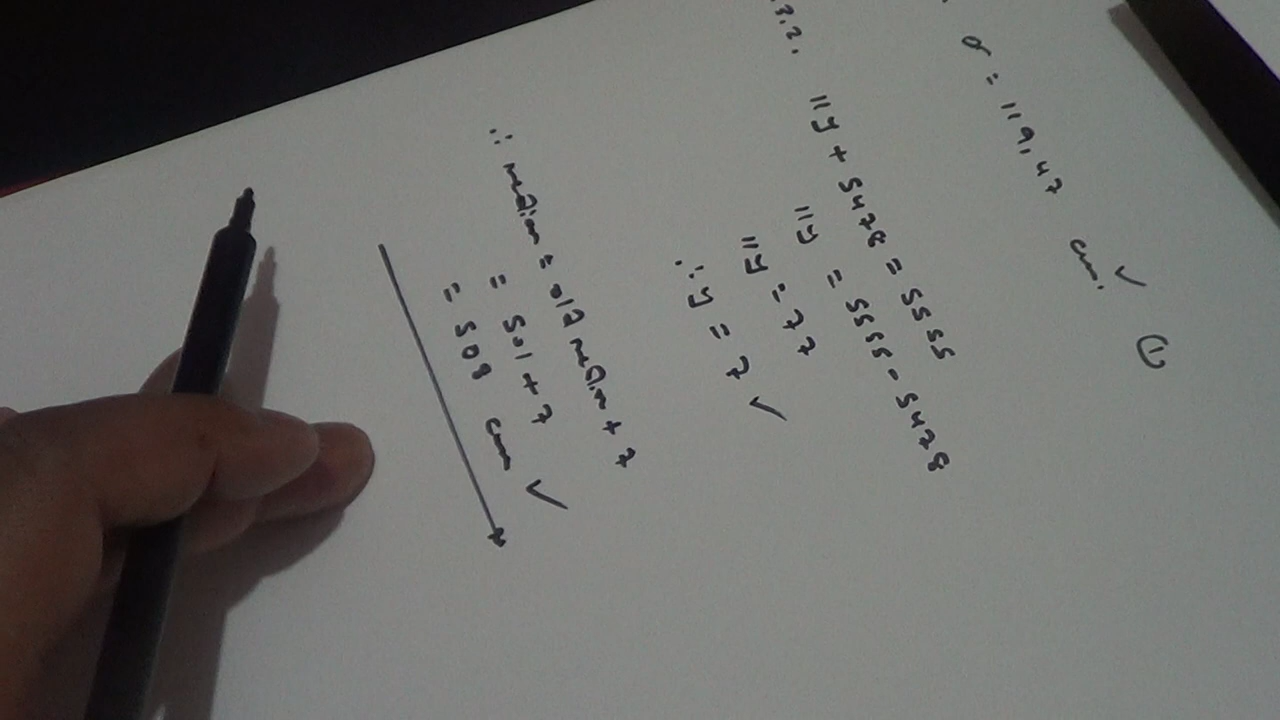 σ = 119,47 cm. ✓ (1)
3.2. 11y + 5478 = 5555
11y = 5555 - 5478
11y = 77
∴ y = 7 ✓
∴ median = old median + 7
= 501 + 7
= 508 cm ✓